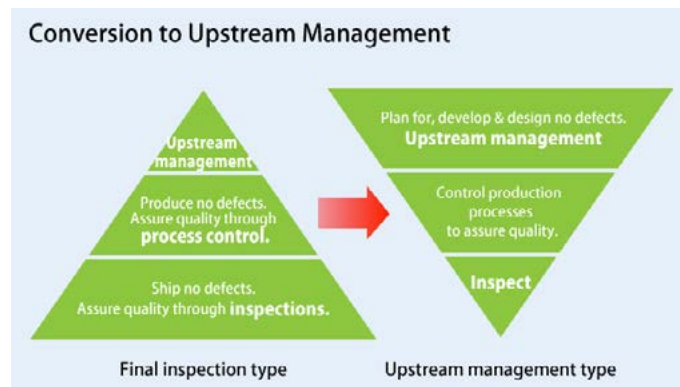 Conversion to Upstream Management
Upstream
management
Produce no defects.
Assure quality through
process control.
Ship no defects.
Assure quality through inspections.
Final inspection type
Plan for, develop & design no defects.
Upstream management
Control production
processes
to assure quality.
Inspect
Upstream management type